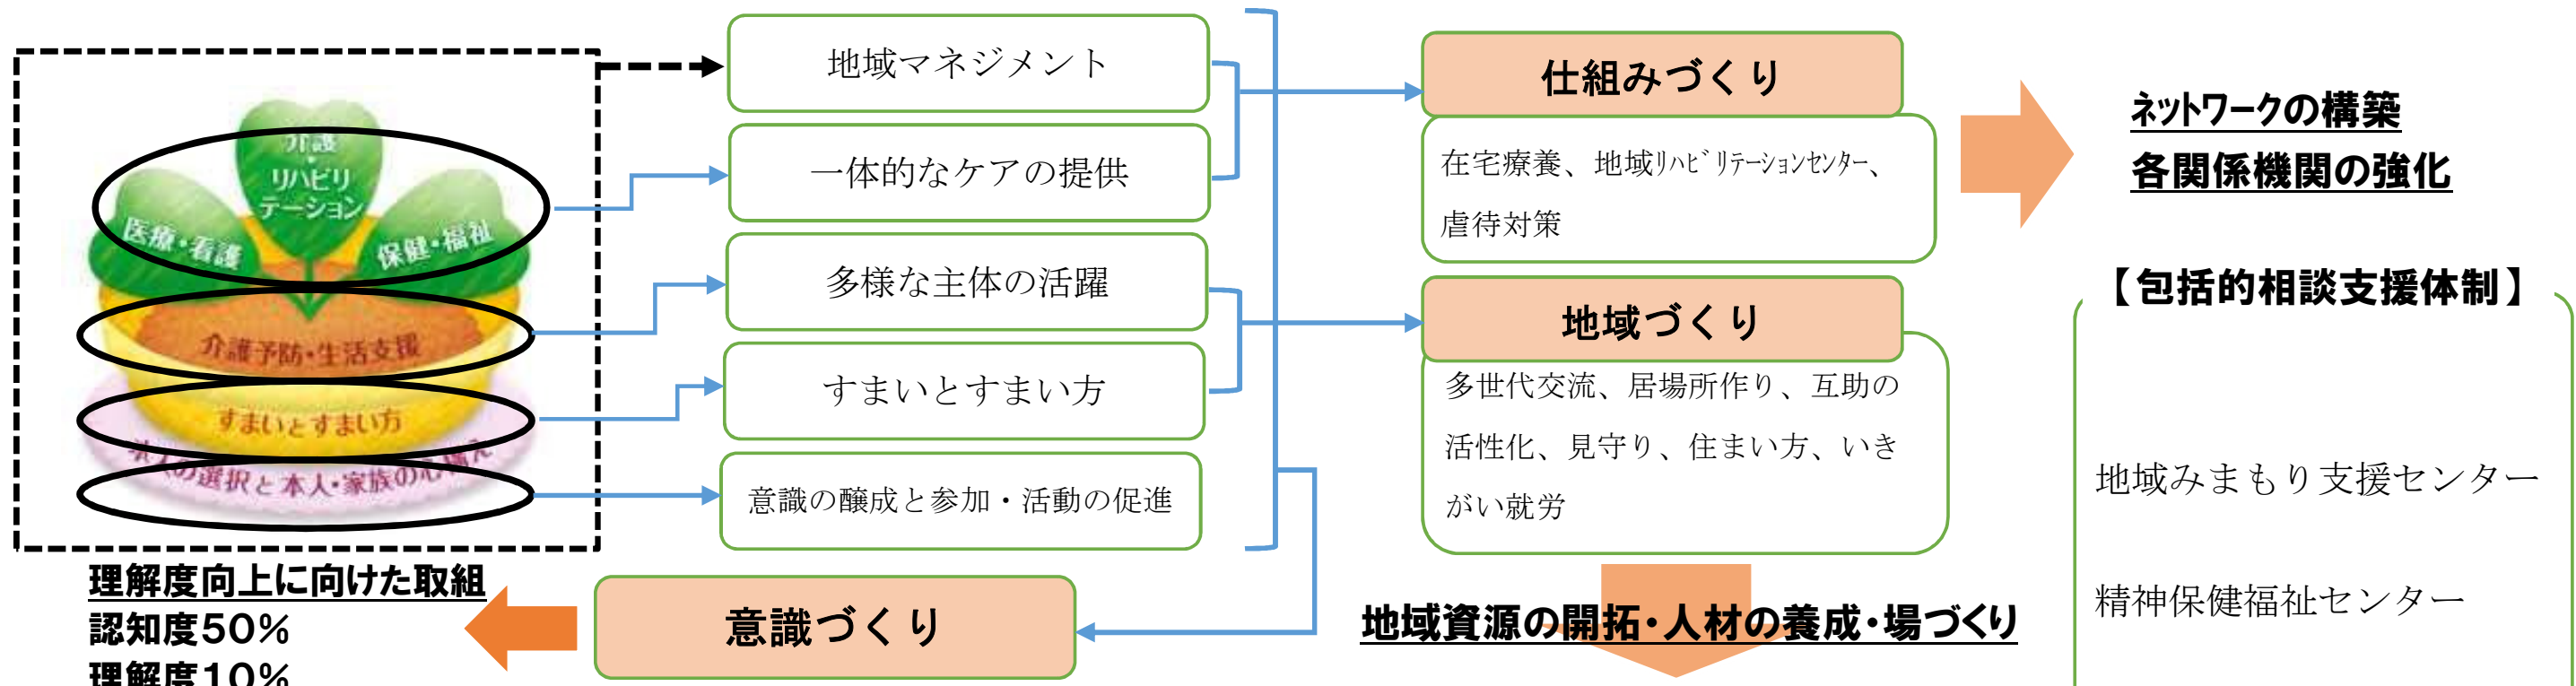 介護
・
リハビリ
テーション
医療・看護
保健・福祉
介護予防・生活支援
すまいとすまい方
の選択と本人・家族の心構え
地域マネジメント
一体的なケアの提供
多様な主体の活躍
すまいとすまい方
意識の醸成と参加・活動の促進
仕組みづくり
在宅療養、地域ﾘﾊﾋﾞﾘﾃｰｼｮﾝｾﾝﾀｰ、
虐待対策
地域づくり
多世代交流、居場所作り、互助の
活性化、見守り、住まい方、いき
がい就労
ネットワークの構築
各関係機関の強化
【包括的相談支援体制】
地域みまもり支援センター
精神保健福祉センター
地域資源の開拓・人材の養成・場づくり
意識づくり
理解度向上に向けた取組
認知度50%
理解度10%